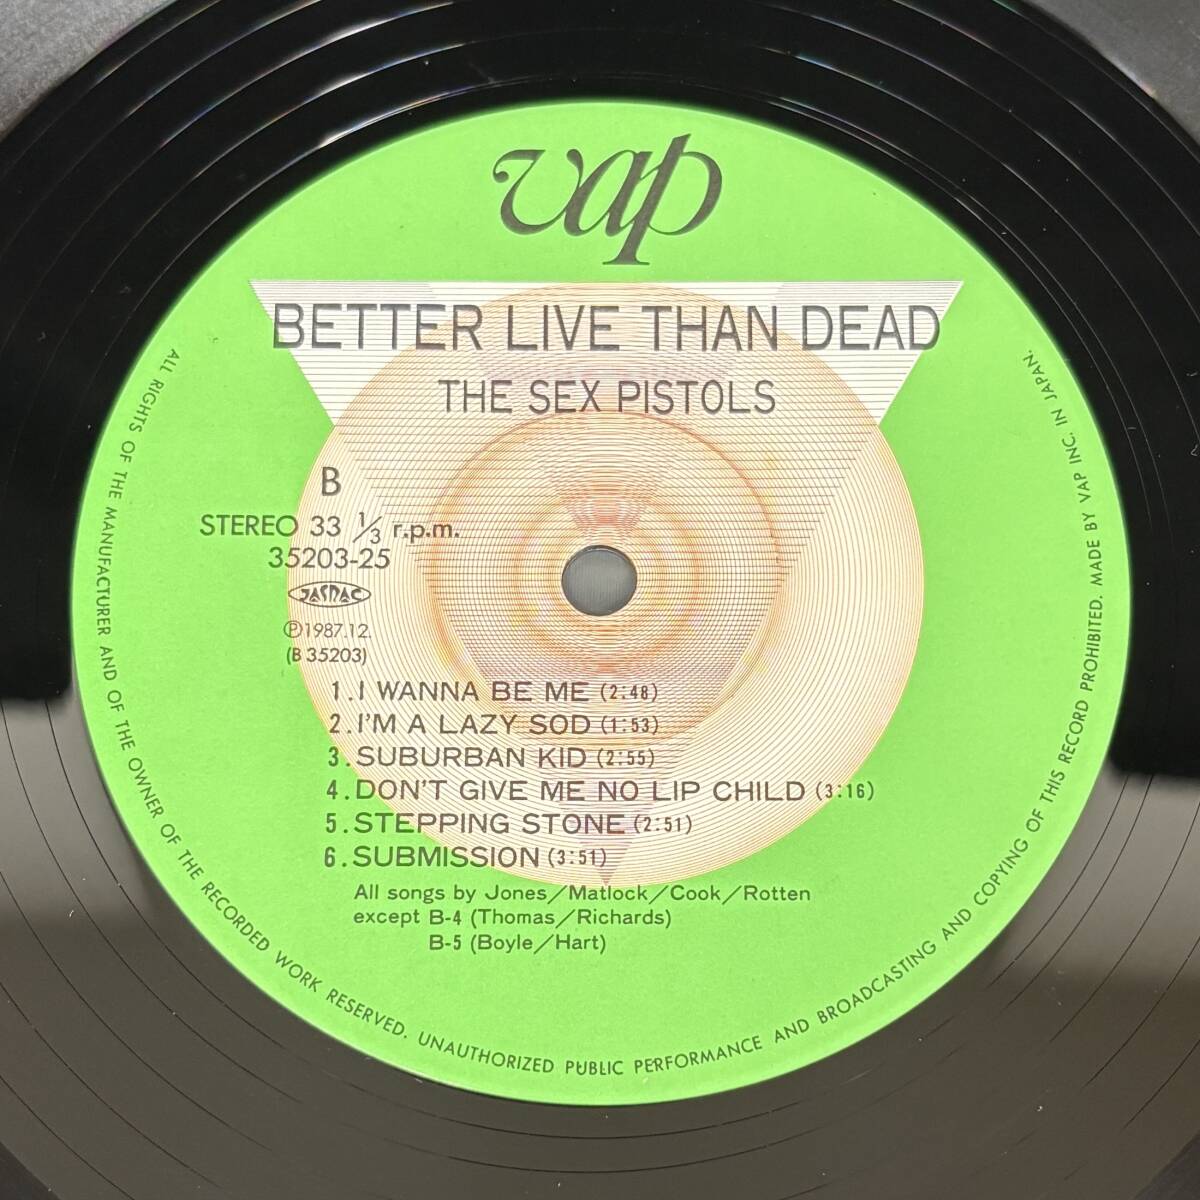 vap
BETTER LIVE THAN DEAD
THE SEX PISTOLS
B
STEREO 33 1/3 r.p.m.
35203-25
JASRAC
℗1987.12.
(B 35203)
1.I WANNA BE ME (2:48)
2.I'M A LAZY SOD (1:53)
3.SUBURBAN KID (2:55)
4.DON'T GIVE ME NO LIP CHILD (3:16)
5.STEPPING STONE (2:51)
6.SUBMISSION (3:51)
All songs by Jones/Matlock/Cook/Rotten
except B-4 (Thomas/Richards)
B-5 (Boyle/Hart)
ALL RIGHTS OF THE MANUFACTURER AND OF THE OWNER OF THE RECORDED WORK RESERVED. UNAUTHORIZED PUBLIC PERFORMANCE AND BROADCASTING AND COPYING OF THIS RECORD PROHIBITED. MADE BY VAP INC. IN JAPAN.